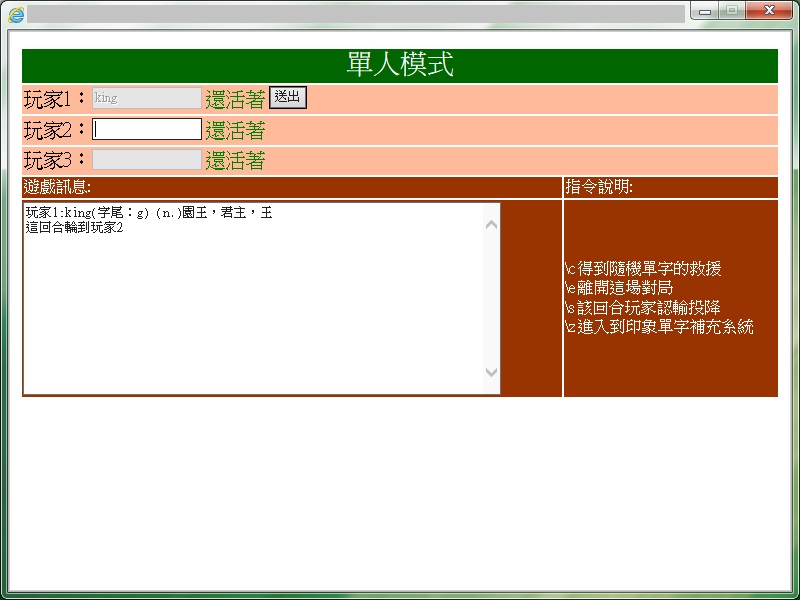 單人模式
玩家1：king 還活著 送出
玩家2： 還活著
玩家3： 還活著
遊戲訊息:
指令說明:
玩家1:king(字尾：g) (n.)國王，君主，王
這回合輪到玩家2
\c得到隨機單字的救援
\e離開這場對局
\s該回合玩家認輸投降
\z進入到印象單字補充系統